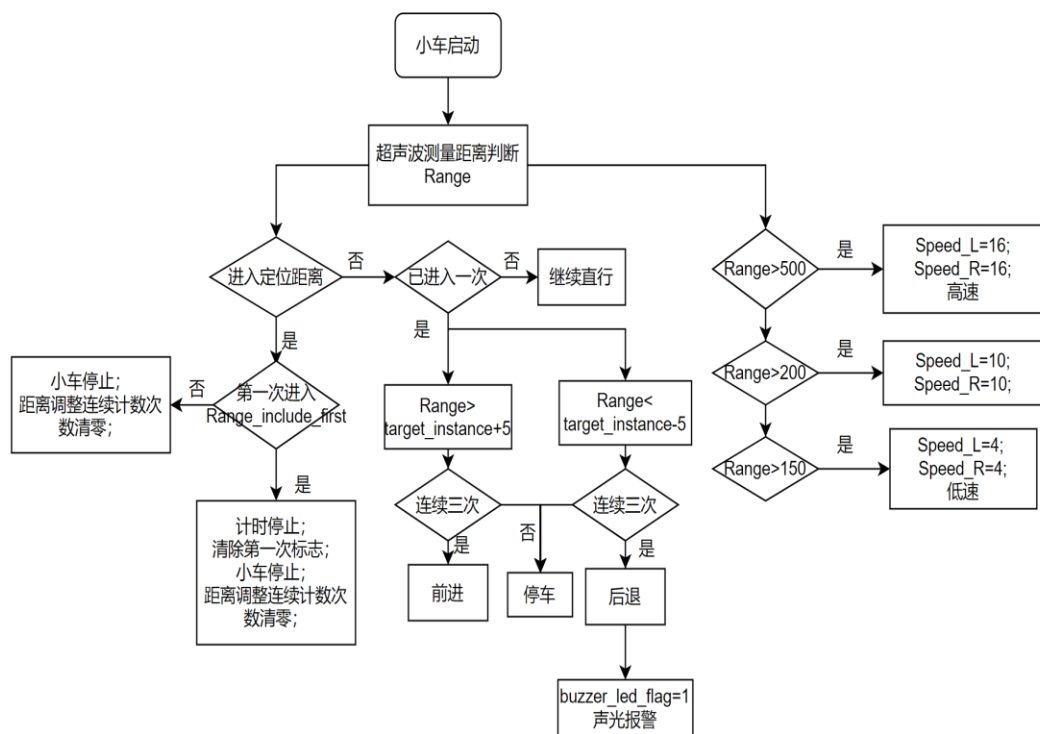 小车启动
超声波测量距离判断
Range
进入定位距离
否
已进入一次
否
继续直行
Range>500
是
Speed_L=16;
Speed_R=16;
高速
是
是
小车停止;
距离调整连续计数次
数清零;
否
第一次进入
Range_include_first
Range>
target_instance+5
Range<
target_instance-5
Range>200
是
Speed_L=10;
Speed_R=10;
Range>150
是
Speed_L=4;
Speed_R=4;
低速
是
计时停止;
清除第一次标志;
小车停止;
距离调整连续计数次
数清零;
连续三次
否
连续三次
是
是
前进
停车
后退
buzzer_led_flag=1
声光报警